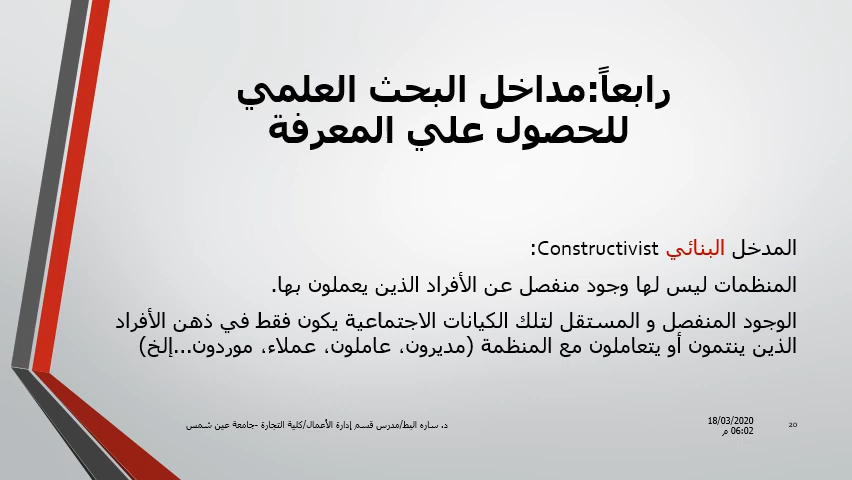 رابعاً:مداخل البحث العلمي
للحصول علي المعرفة
المدخل البنائي Constructivist:
المنظمات ليس لها وجود منفصل عن الأفراد الذين يعملون بها.
الوجود المنفصل و المستقل لتلك الكيانات الاجتماعية يكون فقط في ذهن الأفراد
الذين ينتمون أو يتعاملون مع المنظمة (مديرون، عاملون، عملاء، موردون...إلخ)
20
18/03/2020
06:02 م
د. ساره البط/مدرس قسم إدارة الأعمال/كلية التجارة -جامعة عين شمس